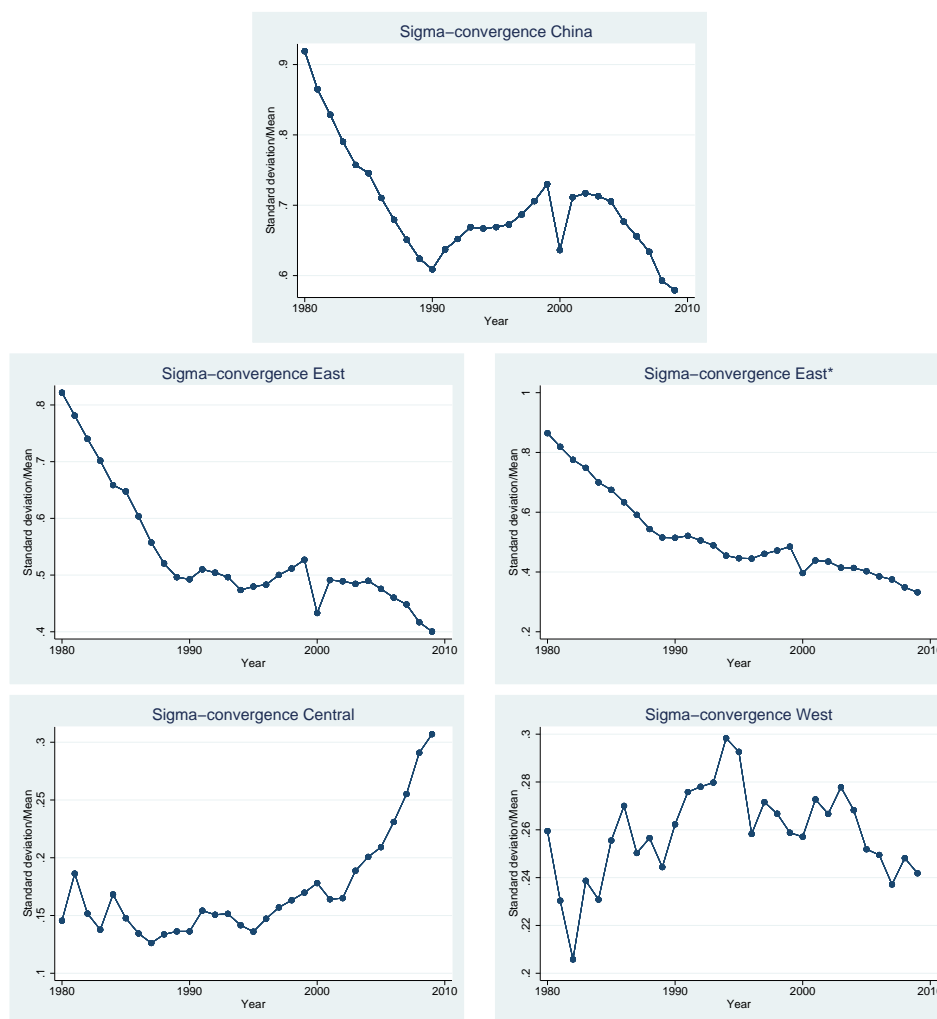 Sigma−convergence China
Standard deviation/Mean
.9
.8
.7
.6
1980 1990 2000 2010
Year
Sigma−convergence East
Standard deviation/Mean
.8
.7
.6
.5
.4
1980 1990 2000 2010
Year
Sigma−convergence East*
Standard deviation/Mean
1
.8
.6
.4
.2
1980 1990 2000 201
Year
Sigma−convergence Central
Standard deviation/Mean
.3
.25
.2
.15
.1
1980 1990 2000 2010
Year
Sigma−convergence West
Standard deviation/Mean
.3
.28
.26
.24
.22
.2
1980 1990 2000 201
Year